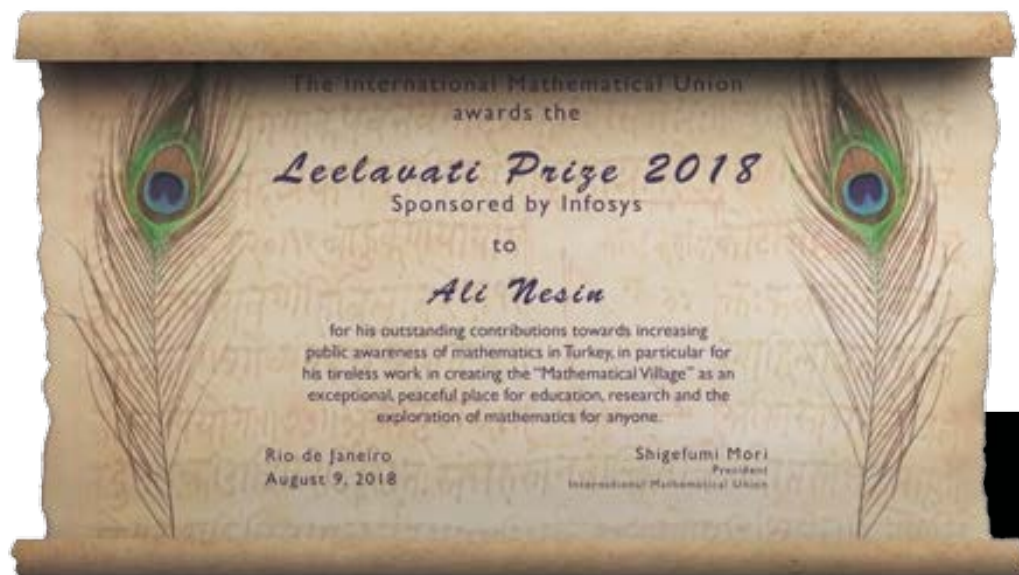 The International Mathematical Union
awards the
Leelavati Prize 2018
Sponsored by Infosys
to
Ali Nesin
for his outstanding contributions towards increasing
public awareness of mathematics in Turkey, in particular for
his tireless work in creating the "Mathematical Village" as an
exceptional, peaceful place for education, research and the
exploration of mathematics for anyone.
Rio de Janeiro
August 9, 2018
Shigefumi Mori
President
International Mathematical Union